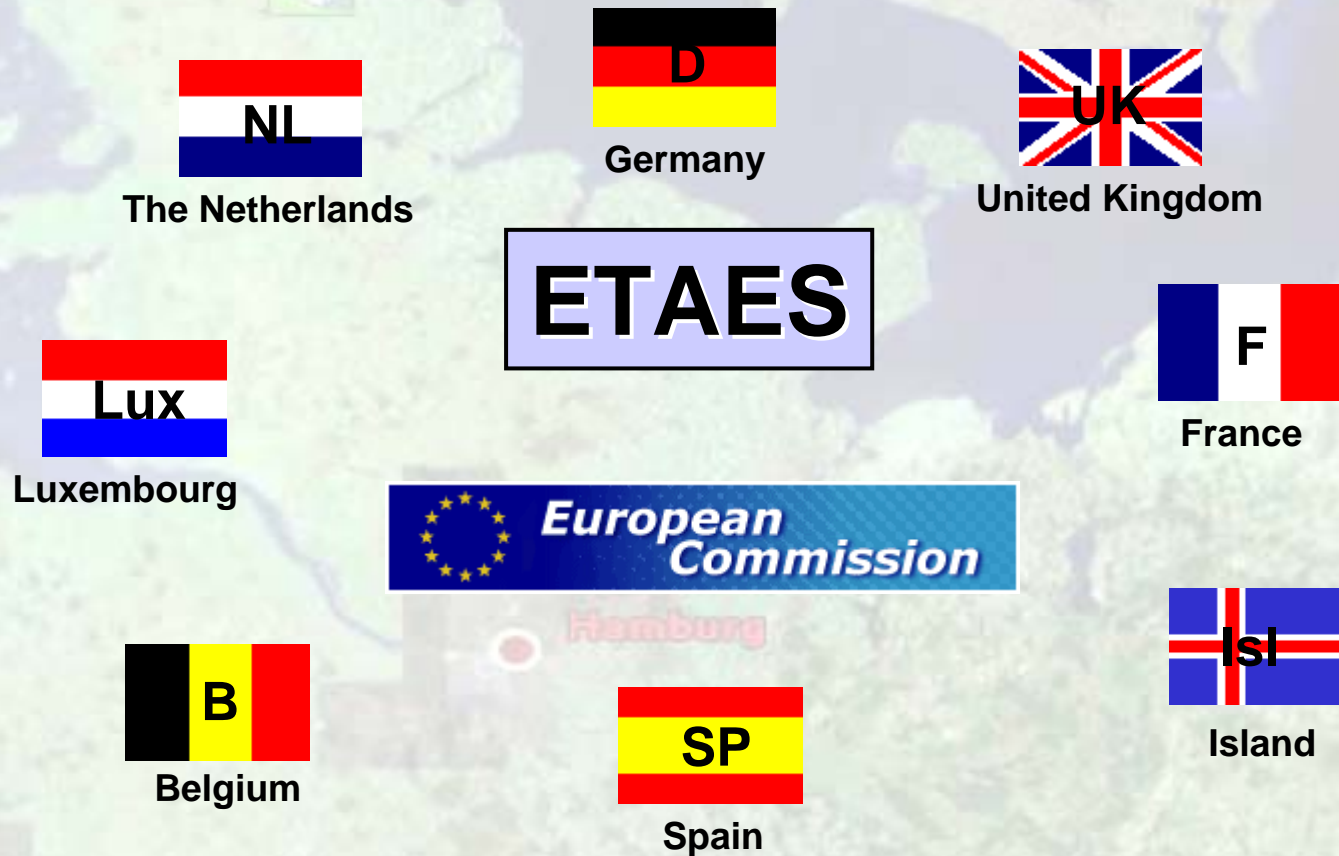 D
NL
UK
Germany
The Netherlands
United Kingdom
ETAES
F
Lux
France
Luxembourg
European
Commission
Hamburg
Isl
B
SP
Island
Belgium
Spain